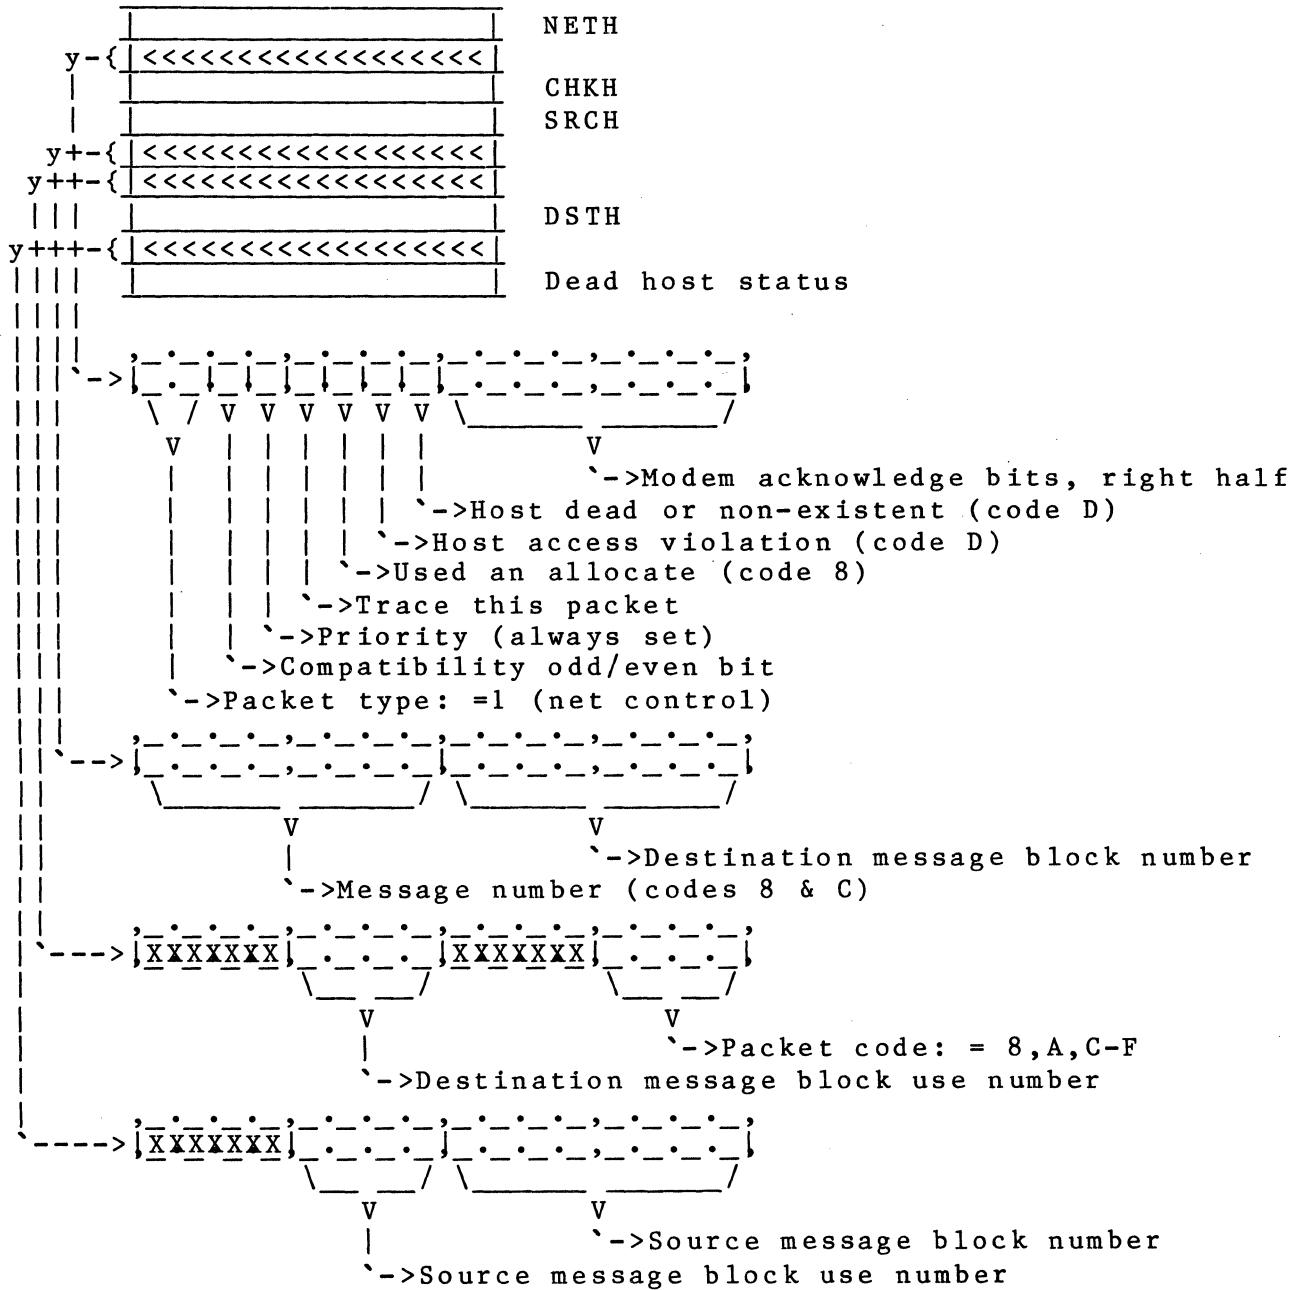 NETH
y-{|<<<<<<<<<<<<<<<<<<|
CHKH
SRCH
y+-{|<<<<<<<<<<<<<<<<<<|
y++-{|<<<<<<<<<<<<<<<<<<|
DSTH
y+++-{|<<<<<<<<<<<<<<<<<<|
Dead host status
V V V V V V
V V
`->Modem acknowledge bits, right half
`->Host dead or non-existent (code D)
`->Host access violation (code D)
`->Used an allocate (code 8)
`->Trace this packet
`->Priority (always set)
`->Compatibility odd/even bit
`->Packet type: =1 (net control)
V V
`->Destination message block number
`->Message number (codes 8 & C)
XXXXXXX XXXXXXX
V V
`->Packet code: = 8,A,C-F
`->Destination message block use number
XXXXXXX
V V
`->Source message block number
`->Source message block use number